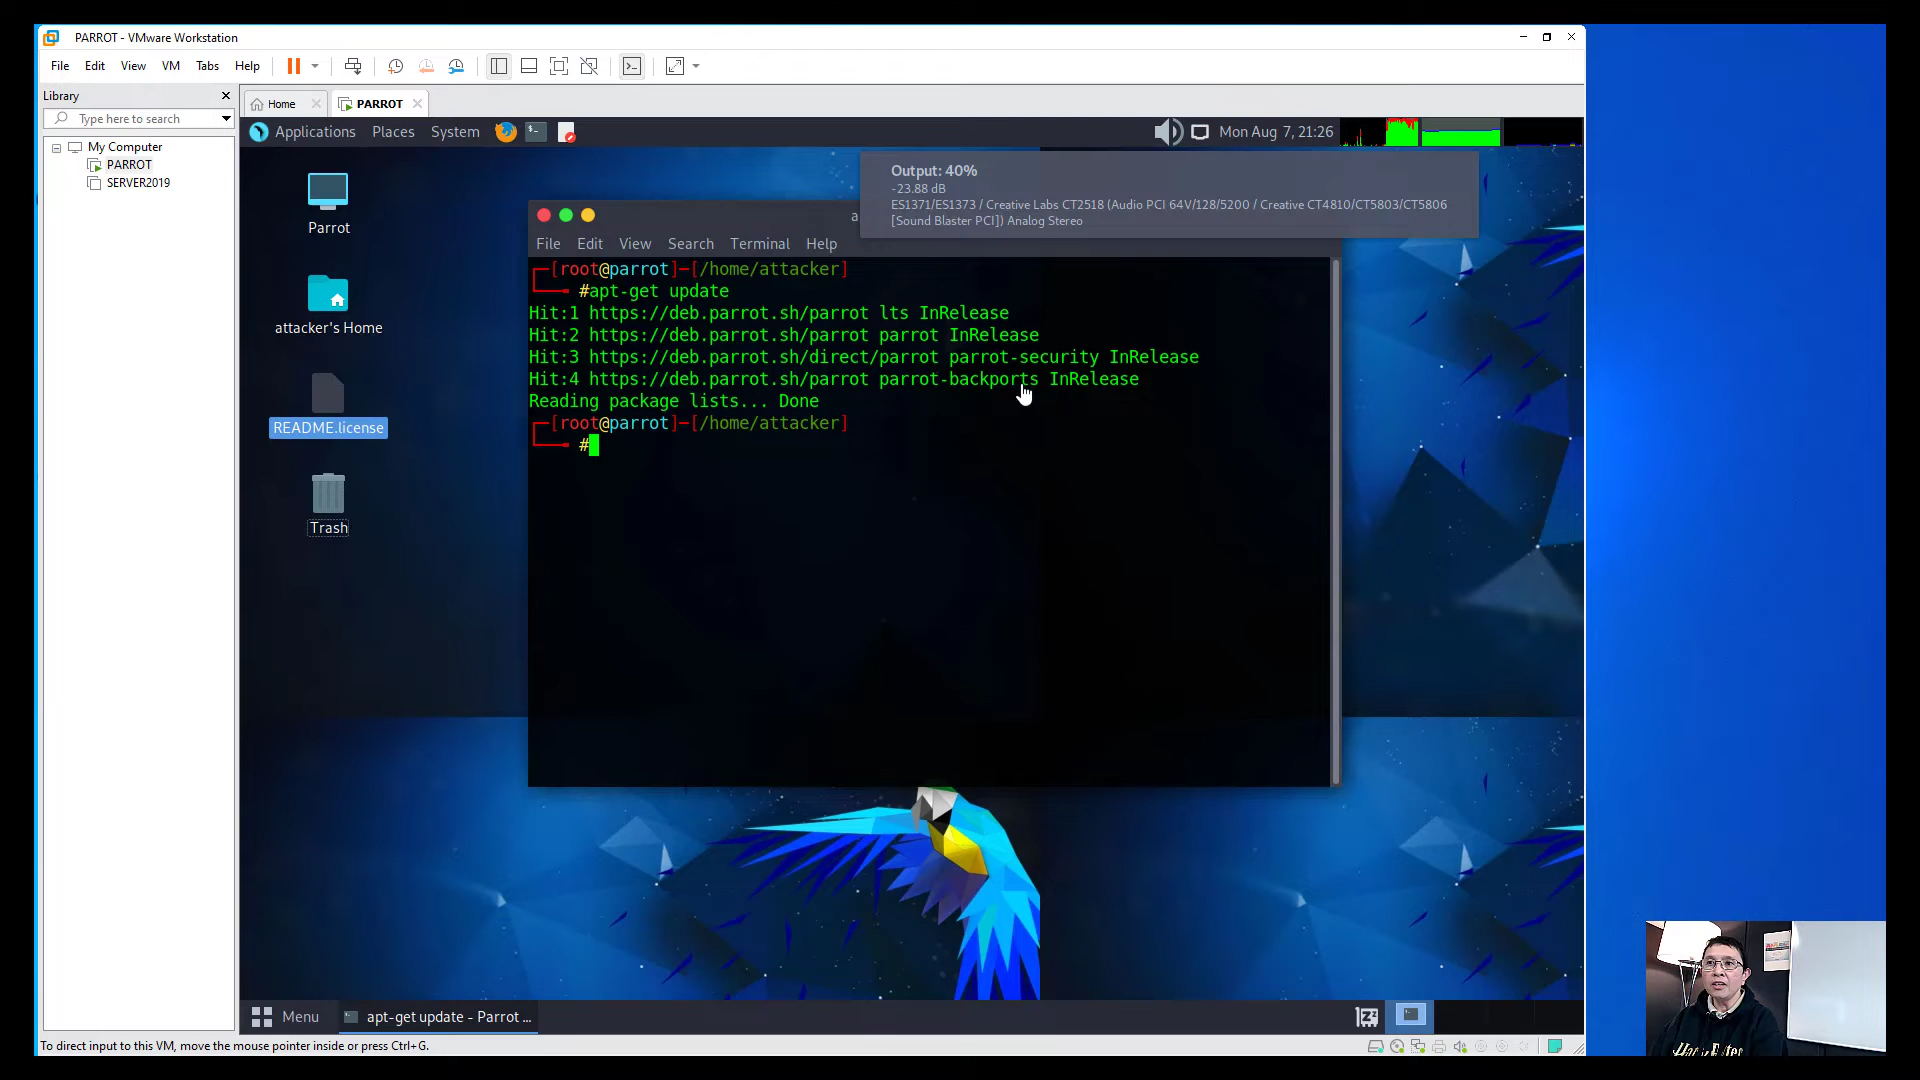 PARROT - VMware Workstation
File Edit View VM Tabs Help
Library
Home
PARROT
Type here to search
My Computer
PARROT
SERVER2019
Applications Places System
Mon Aug 7, 21:26
Output: 40%
-23.88 dB
ES1371/ES1373 / Creative Labs CT2518 (Audio PCI 64V/128/5200 / Creative CT4810/CT5803/CT5806
[Sound Blaster PCI]) Analog Stereo
Parrot
attacker's Home
README.license
Trash
a
File Edit View Search Terminal Help
[root@parrot]─[/home/attacker]
#apt-get update
Hit:1 https://deb.parrot.sh/parrot lts InRelease
Hit:2 https://deb.parrot.sh/parrot parrot InRelease
Hit:3 https://deb.parrot.sh/direct/parrot parrot-security InRelease
Hit:4 https://deb.parrot.sh/parrot parrot-backports InRelease
Reading package lists... Done
[root@parrot]─[/home/attacker]
#
Menu
apt-get update - Parrot ...
To direct input to this VM, move the mouse pointer inside or press Ctrl+G.